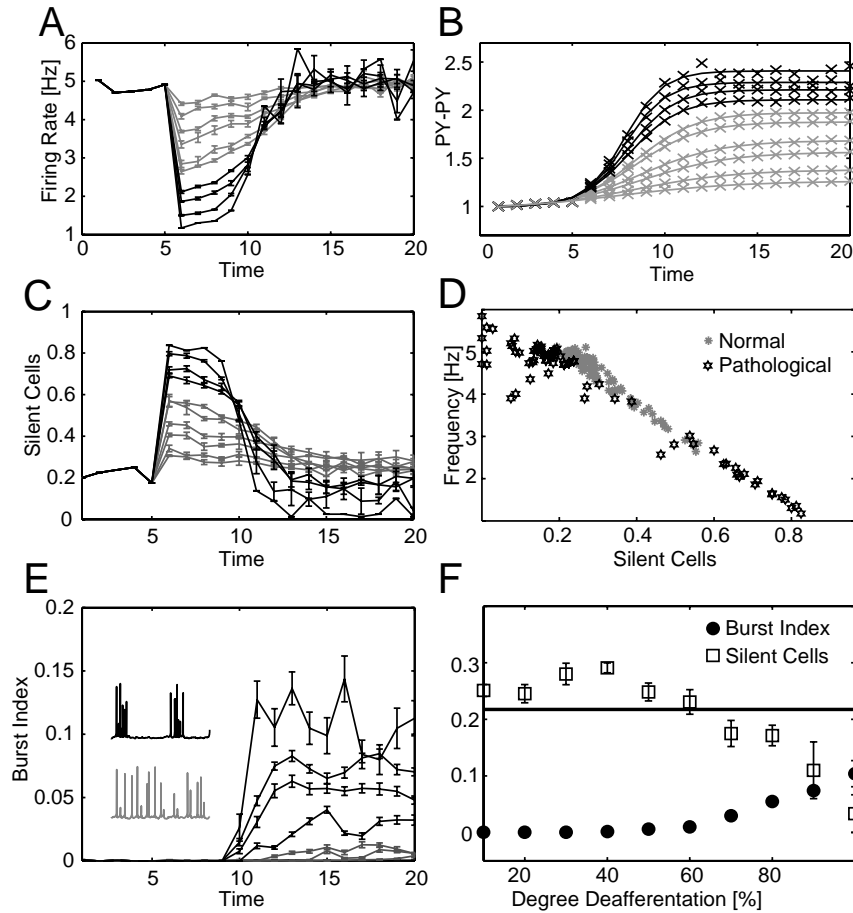 A
6
5
4
3
2
1
0 5 10 15 20
Firing Rate [Hz]
Time
B
2.5
2
1.5
1
0 5 10 15 20
PY-PY
Time
C
1
0.8
0.6
0.4
0.2
0
5 10 15 20
Silent Cells
Time
D
5
4
3
2
0.2 0.4 0.6 0.8
Frequency [Hz]
Silent Cells
Normal
Pathological
E
0.2
0.15
0.1
0.05
0
5 10 15 20
Burst Index
Time
F
Burst Index
Silent Cells
0.3
0.2
0.1
0
20 40 60 80
Degree Deafferentation [%]